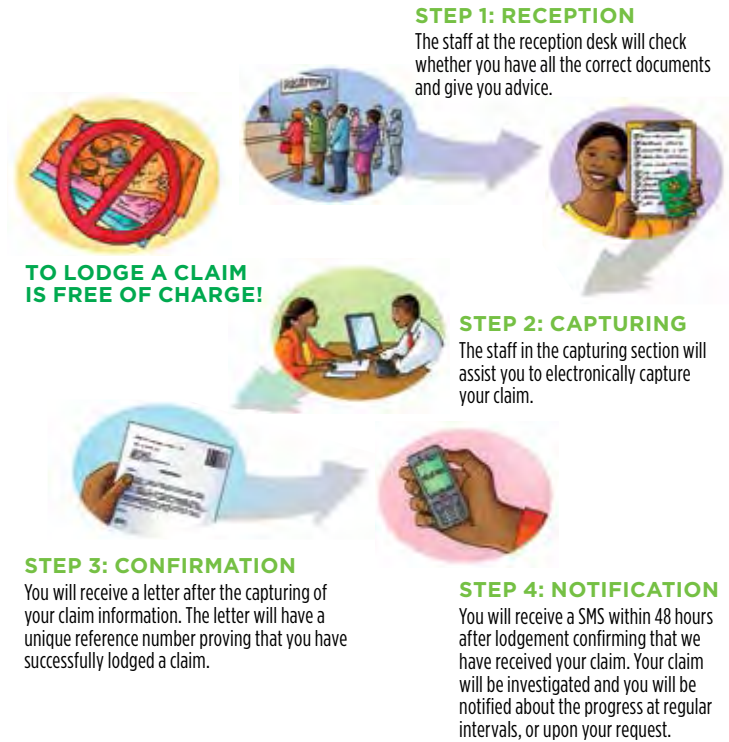 STEP 1: RECEPTION
The staff at the reception desk will check
whether you have all the correct documents
and give you advice.
RECEPTION
TO LODGE A CLAIM
IS FREE OF CHARGE!
STEP 2: CAPTURING
The staff in the capturing section will
assist you to electronically capture
your claim.
STEP 3: CONFIRMATION
You will receive a letter after the capturing of
your claim information. The letter will have a
unique reference number proving that you have
successfully lodged a claim.
STEP 4: NOTIFICATION
You will receive a SMS within 48 hours
after lodgement confirming that we
have received your claim. Your claim
will be investigated and you will be
notified about the progress at regular
intervals, or upon your request.